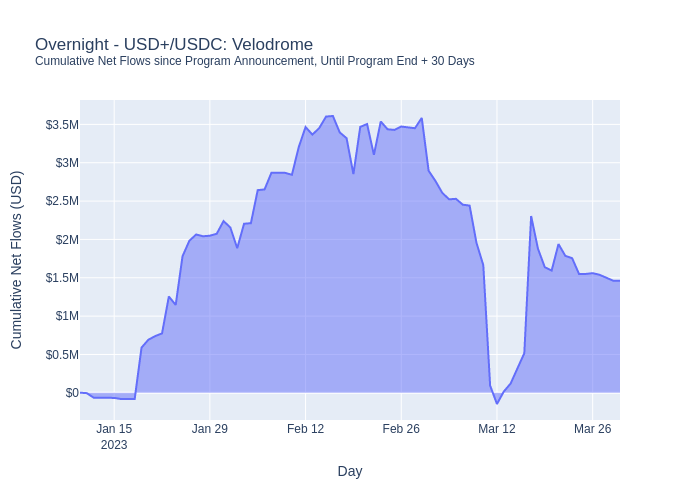 Overnight - USD+/USDC: Velodrome
Cumulative Net Flows since Program Announcement, Until Program End + 30 Days
Cumulative Net Flows (USD)
$3.5M
$3M
$2.5M
$2M
$1.5M
$1M
$0.5M
$0
Jan 15 Jan 29 Feb 12 Feb 26 Mar 12 Mar 26
2023
Day